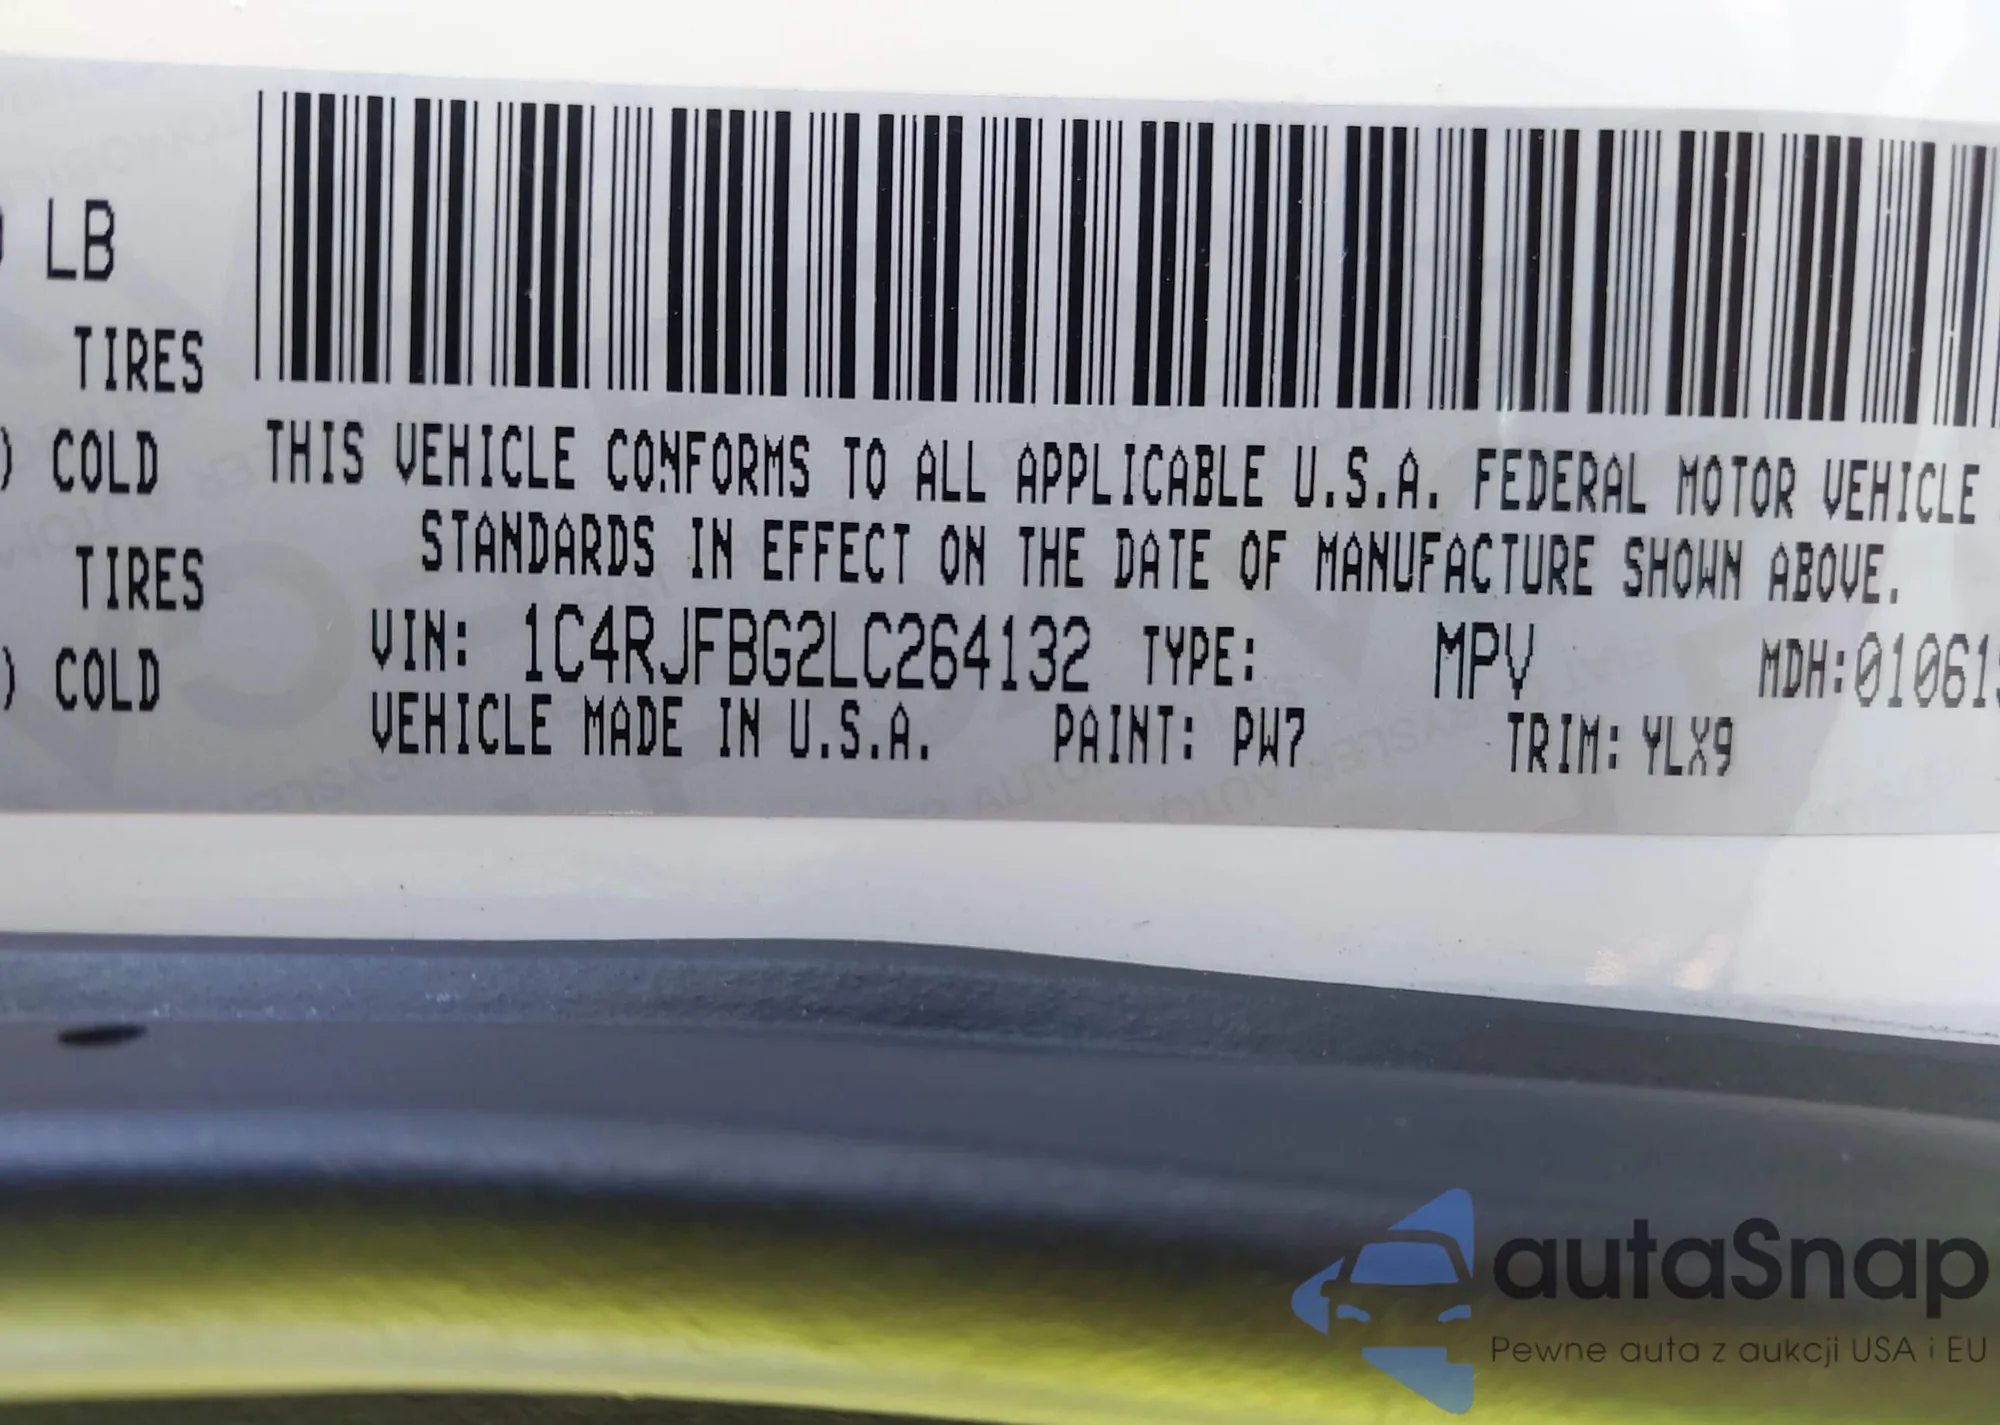 LB
TIRES
) COLD
TIRES
) COLD
THIS VEHICLE CONFORMS TO ALL APPLICABLE U.S.A. FEDERAL MOTOR VEHICLE
STANDARDS IN EFFECT ON THE DATE OF MANUFACTURE SHOWN ABOVE.
VIN: 1C4RJFBG2LC264132 TYPE: MPV MDH:01061
VEHICLE MADE IN U.S.A. PAINT: PW7 TRIM: YLX9
autaSnap
Pewne auta z aukcji USA i EU